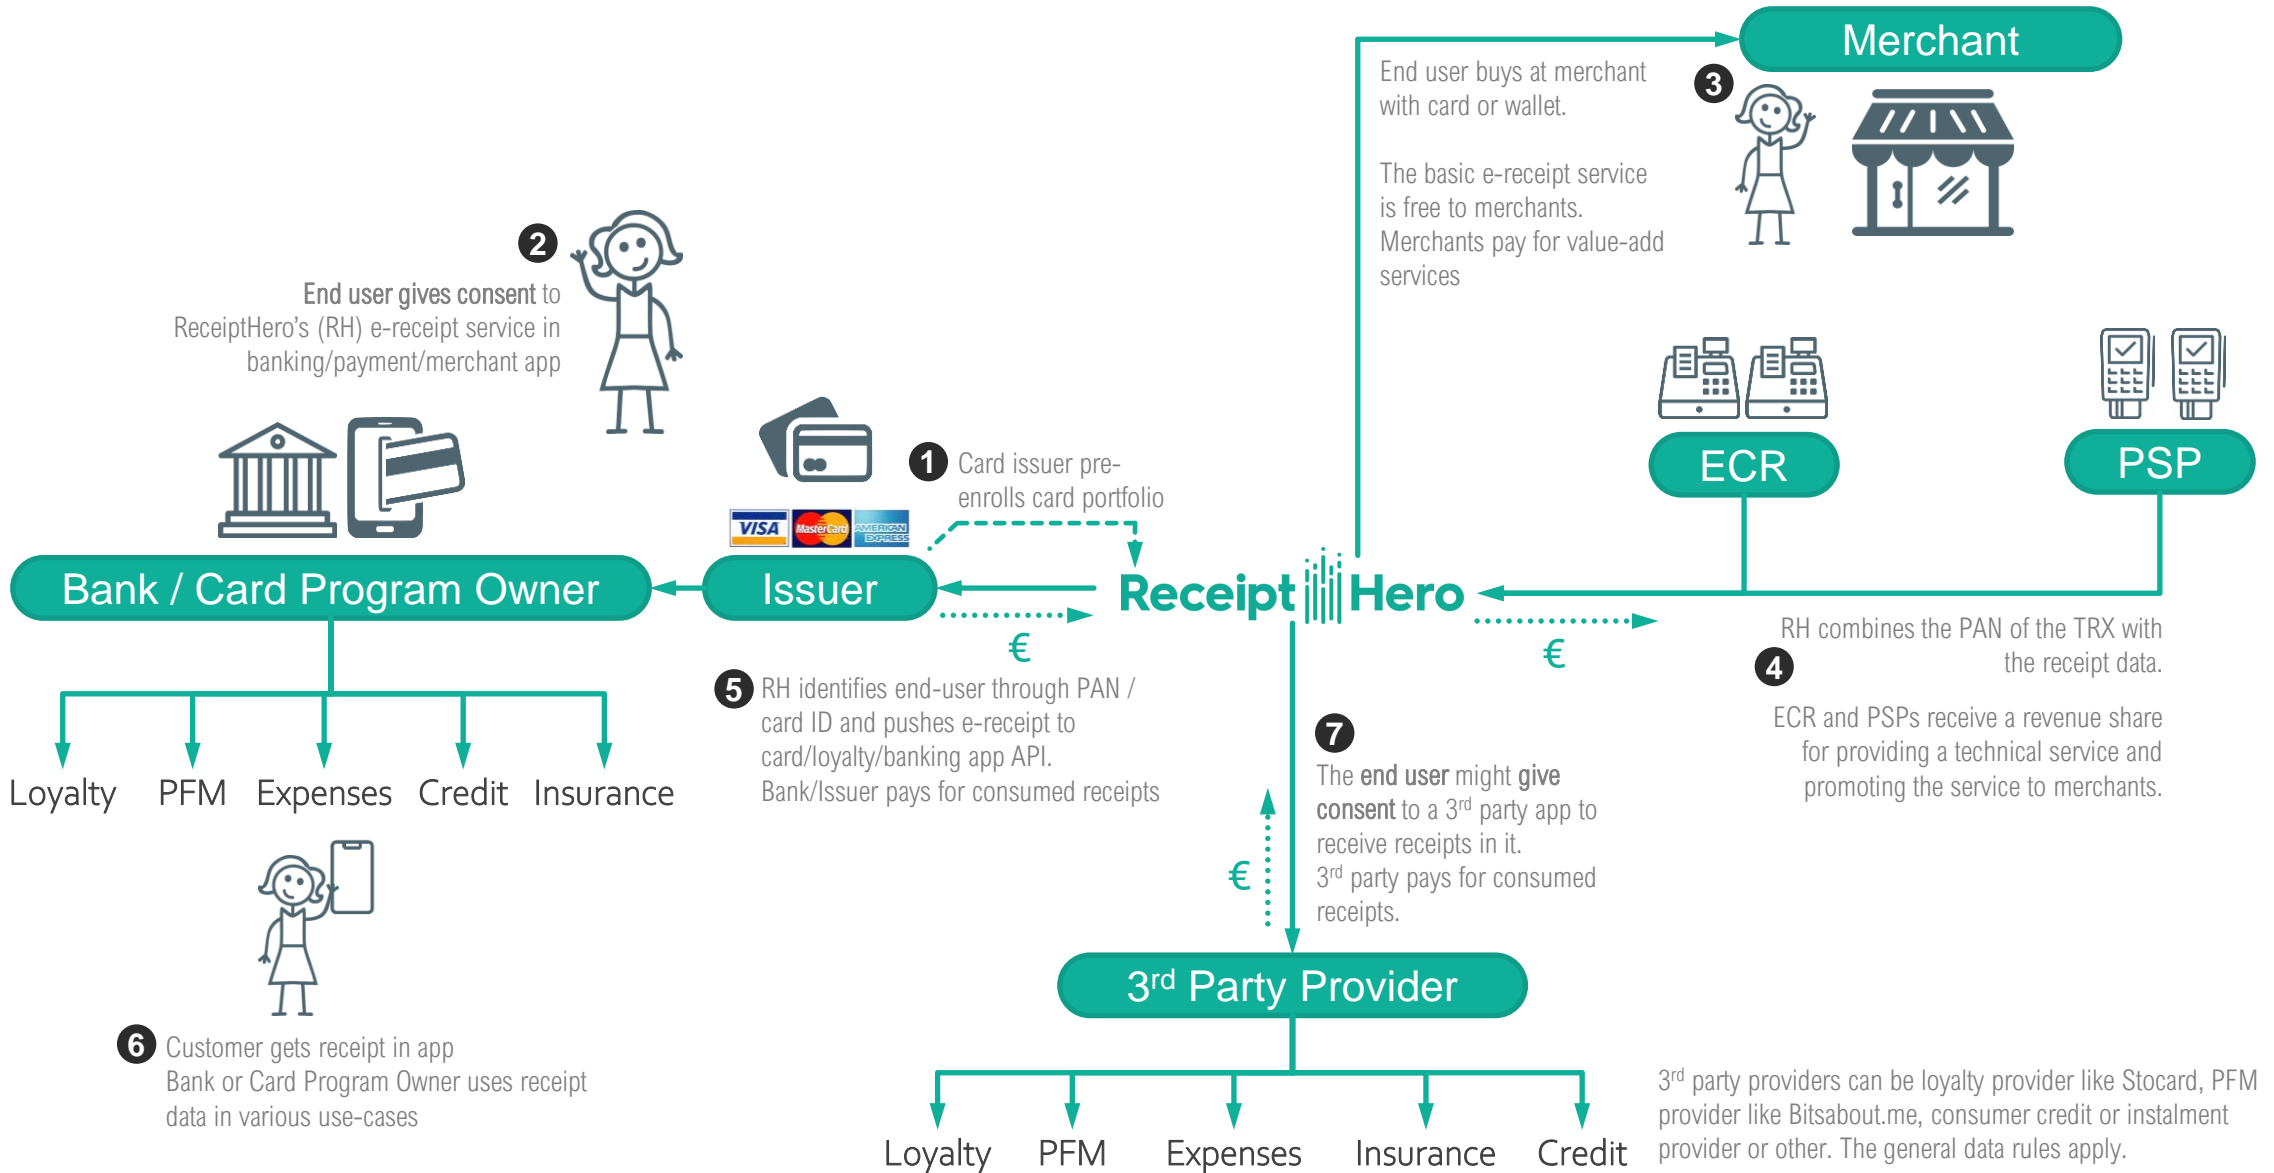 Merchant
3
End user buys at merchant
with card or wallet.
The basic e-receipt service
is free to merchants.
Merchants pay for value-add
services
2
End user gives consent to
ReceiptHero's (RH) e-receipt service in
banking/payment/merchant app
ECR
PSP
1
Card issuer pre-
enrolls card portfolio
VISA
MasterCard
AMERICAN
EXPRESS
Bank / Card Program Owner
Issuer
Receipt Hero
€
€
RH combines the PAN of the TRX with
the receipt data.
4
ECR and PSPs receive a revenue share
for providing a technical service and
promoting the service to merchants.
5
RH identifies end-user through PAN /
card ID and pushes e-receipt to
card/loyalty/banking app API.
Bank/Issuer pays for consumed receipts
7
The end user might give
consent to a 3rd party app to
receive receipts in it.
3rd party pays for consumed
receipts.
€
Loyalty PFM Expenses Credit Insurance
6
Customer gets receipt in app
Bank or Card Program Owner uses receipt
data in various use-cases
3rd Party Provider
Loyalty PFM Expenses Insurance Credit
3rd party providers can be loyalty provider like Stocard, PFM
provider like Bitsabout.me, consumer credit or instalment
provider or other. The general data rules apply.